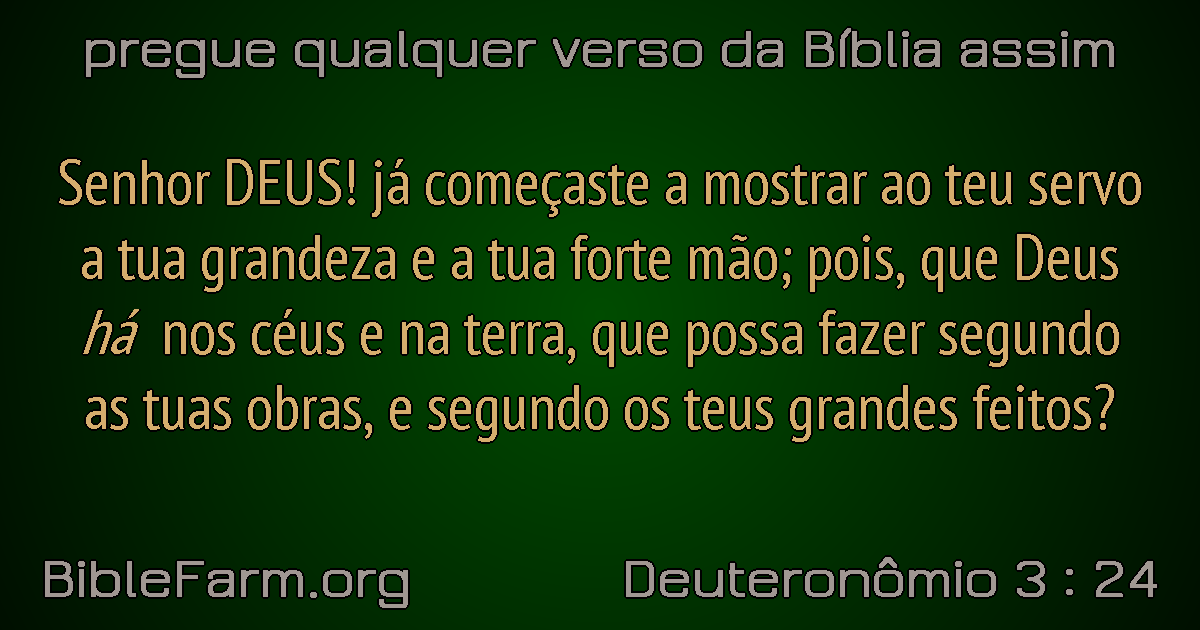 pregue qualquer verso da Bíblia assim
Senhor DEUS! já começaste a mostrar ao teu servo
a tua grandeza e a tua forte mão; pois, que Deus
há nos céus e na terra, que possa fazer segundo
as tuas obras, e segundo os teus grandes feitos?
BibleFarm.org
Deuteronômio 3 : 24